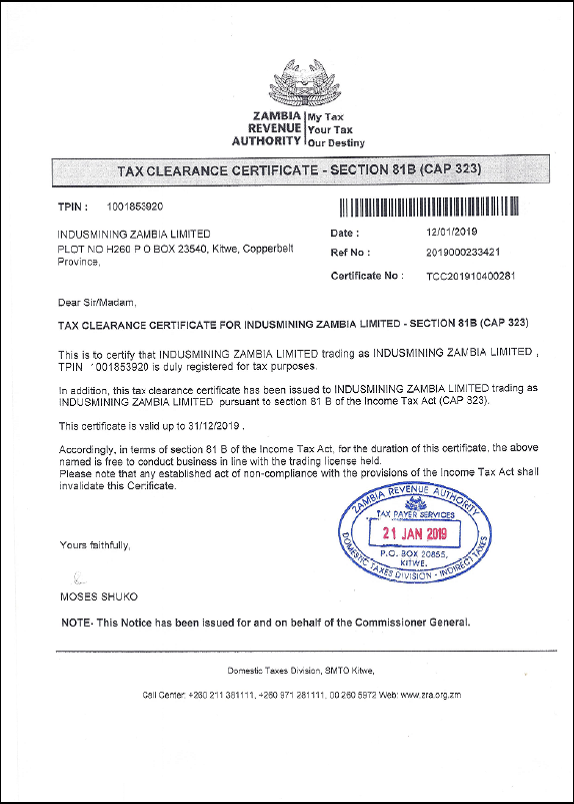 ZAMBIA My Tax
REVENUE Your Tax
AUTHORITY Our Destiny
TAX CLEARANCE CERTIFICATE - SECTION 81B (CAP 323)
TPIN : 1001853920
INDUSMINING ZAMBIA LIMITED
PLOT NO H260 P O BOX 23540, Kitwe, Copperbelt
Province,
Date : 12/01/2019
Ref No : 2019000233421
Certificate No : TCC201910400281
Dear Sir/Madam,
TAX CLEARANCE CERTIFICATE FOR INDUSMINING ZAMBIA LIMITED - SECTION 81B (CAP 323)
This is to certify that INDUSMINING ZAMBIA LIMITED trading as INDUSMINING ZAMBIA LIMITED ,
TPIN 1001853920 is duly registered for tax purposes.
In addition, this tax clearance certificate has been issued to INDUSMINING ZAMBIA LIMITED trading as
INDUSMINING ZAMBIA LIMITED pursuant to section 81 B of the Income Tax Act (CAP 323).
This certificate is valid up to 31/12/2019 .
Accordingly, in terms of section 81 B of the Income Tax Act, for the duration of this certificate, the above
named is free to conduct business in line with the trading license held.
Please note that any established act of non-compliance with the provisions of the Income Tax Act shall
invalidate this Certificate.
ZAMBIA REVENUE AUTHORITY
TAX PAYER SERVICES
21 JAN 2019
P.O. BOX 20855,
KITWE.
DOMESTIC TAXES DIVISION - INDIRECT TAXES
Yours faithfully,
MOSES SHUKO
NOTE- This Notice has been issued for and on behalf of the Commissioner General.
Domestic Taxes Division, SMTO Kitwe,
Call Center: +260 211 381111, +260 971 281111, 00 260 5972 Web: www.zra.org.zm